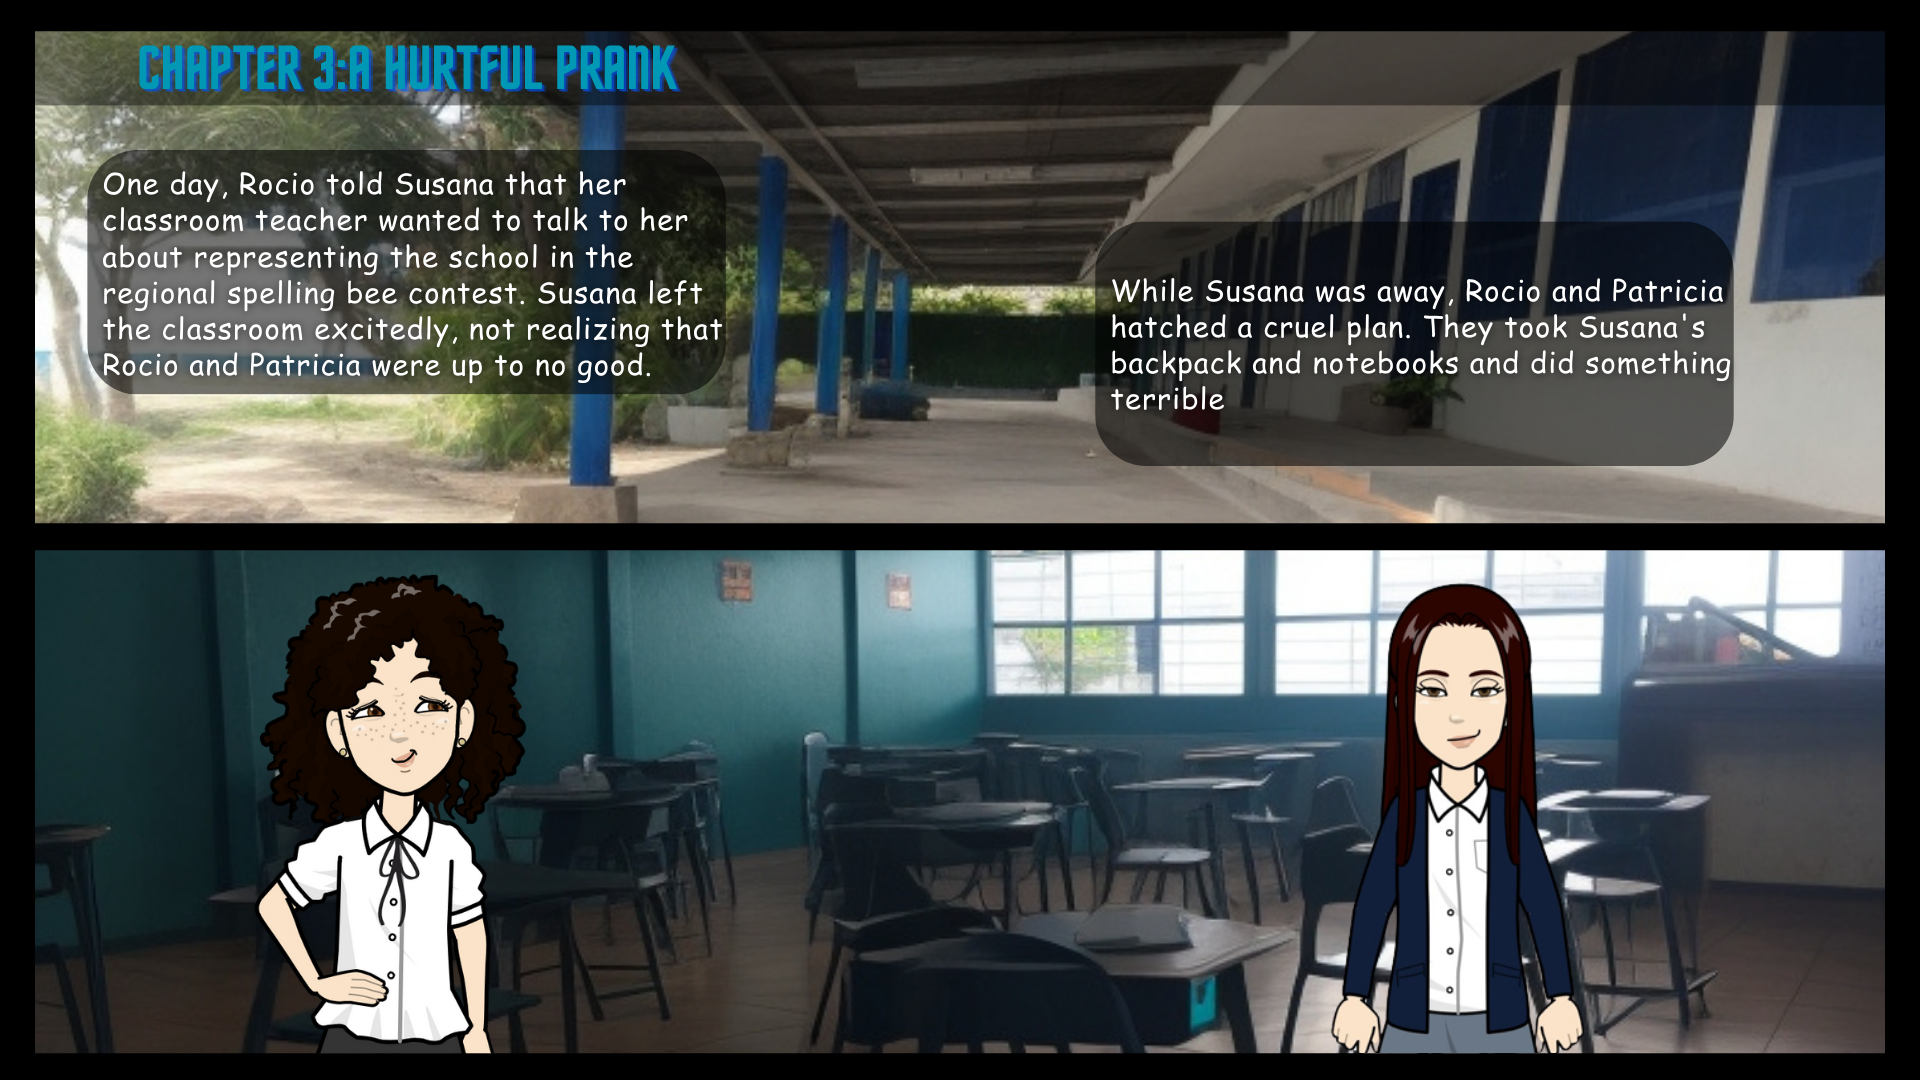 CHAPTER 3:A HURTFUL PRANK
One day, Rocio told Susana that her
classroom teacher wanted to talk to her
about representing the school in the
regional spelling bee contest. Susana left
the classroom excitedly, not realizing that
Rocio and Patricia were up to no good.
While Susana was away, Rocio and Patricia
hatched a cruel plan. They took Susana's
backpack and notebooks and did something
terrible